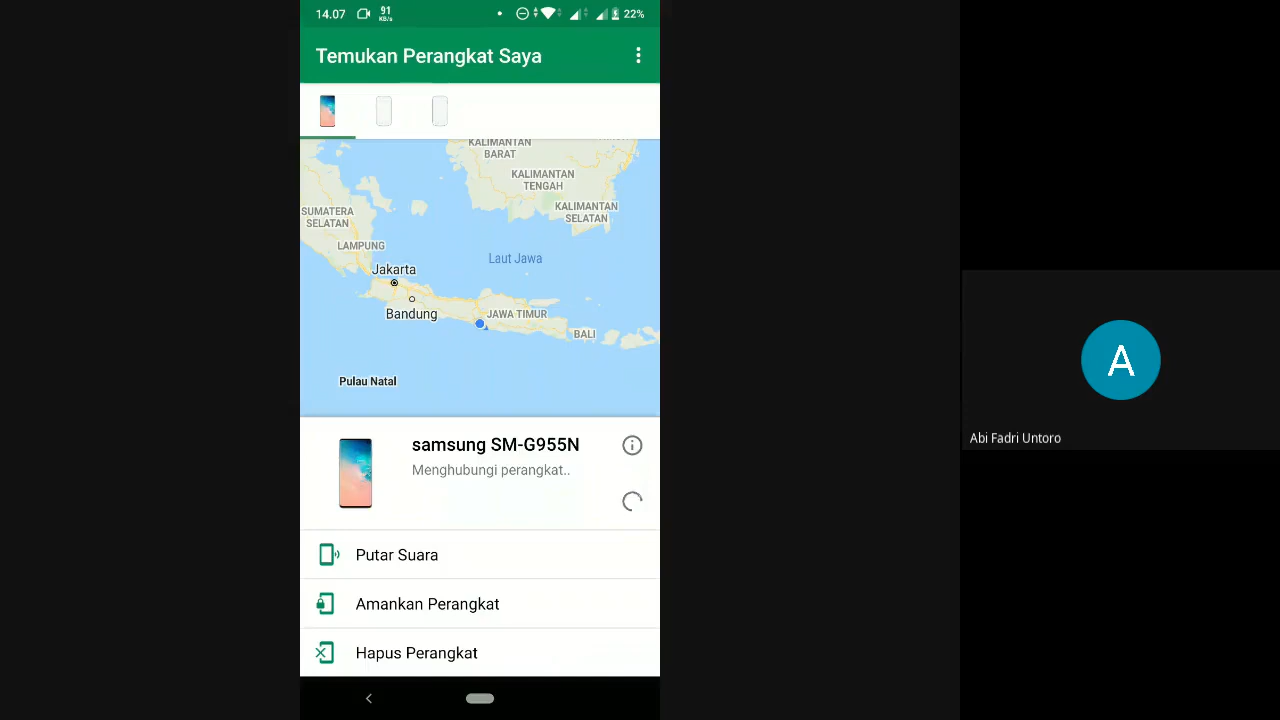 14.07 91 KB/s 22%
Temukan Perangkat Saya
KALIMANTAN
BARAT
KALIMANTAN
TENGAH
KALIMANTAN
SELATAN
SUMATERA
SELATAN
LAMPUNG
Laut Jawa
Jakarta
Bandung
JAWA TIMUR
BALI
Pulau Natal
samsung SM-G955N
Menghubungi perangkat..
Putar Suara
Amankan Perangkat
Hapus Perangkat
A
Abi Fadri Untoro